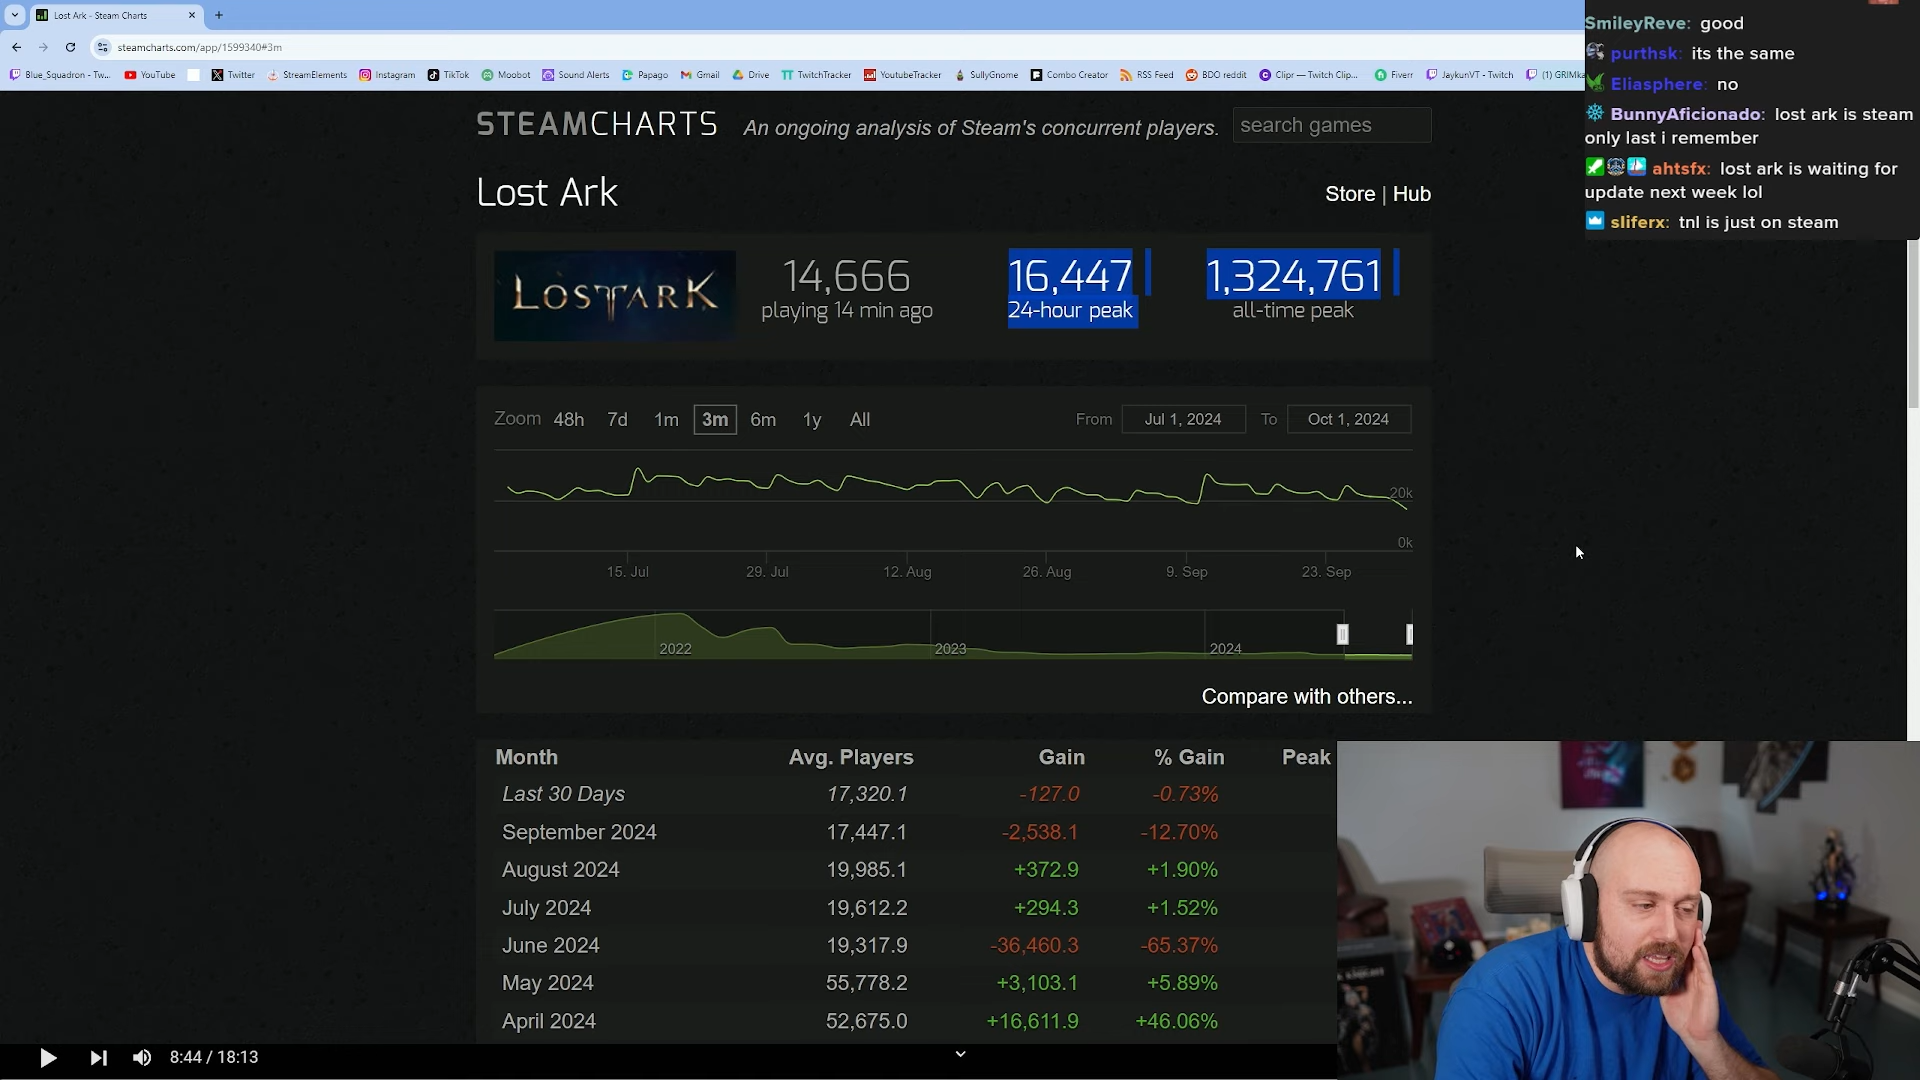 Lost Ark - Steam Charts
steamcharts.com/app/1599340#3m
Blue_Squadron - Tw... YouTube Twitter StreamElements Instagram TikTok Moobot Sound Alerts Papago Gmail Drive TwitchTracker YoutubeTracker SullyGnome Combo Creator RSS Feed BDO reddit Clipr — Twitch Clip... Fiverr JaykunVT - Twitch (1) GRIMka
STEAMCHARTS An ongoing analysis of Steam's concurrent players. search games
Lost Ark Store | Hub
LOSTARK
14,666 16,447 1,324,761
playing 14 min ago 24-hour peak all-time peak
Zoom 48h 7d 1m 3m 6m 1y All From Jul 1, 2024 To Oct 1, 2024
20k
0k
15. Jul 29. Jul 12. Aug 26. Aug 9. Sep 23. Sep
2022 2023 2024
Compare with others...
Month Avg. Players Gain % Gain Peak
Last 30 Days 17,320.1 -127.0 -0.73%
September 2024 17,447.1 -2,538.1 -12.70%
August 2024 19,985.1 +372.9 +1.90%
July 2024 19,612.2 +294.3 +1.52%
June 2024 19,317.9 -36,460.3 -65.37%
May 2024 55,778.2 +3,103.1 +5.89%
April 2024 52,675.0 +16,611.9 +46.06%
8:44 / 18:13
SmileyReve: good
purthsk: its the same
Eliasphere: no
BunnyAficionado: lost ark is steam
only last i remember
ahtsfx: lost ark is waiting for
update next week lol
sliferx: tnl is just on steam